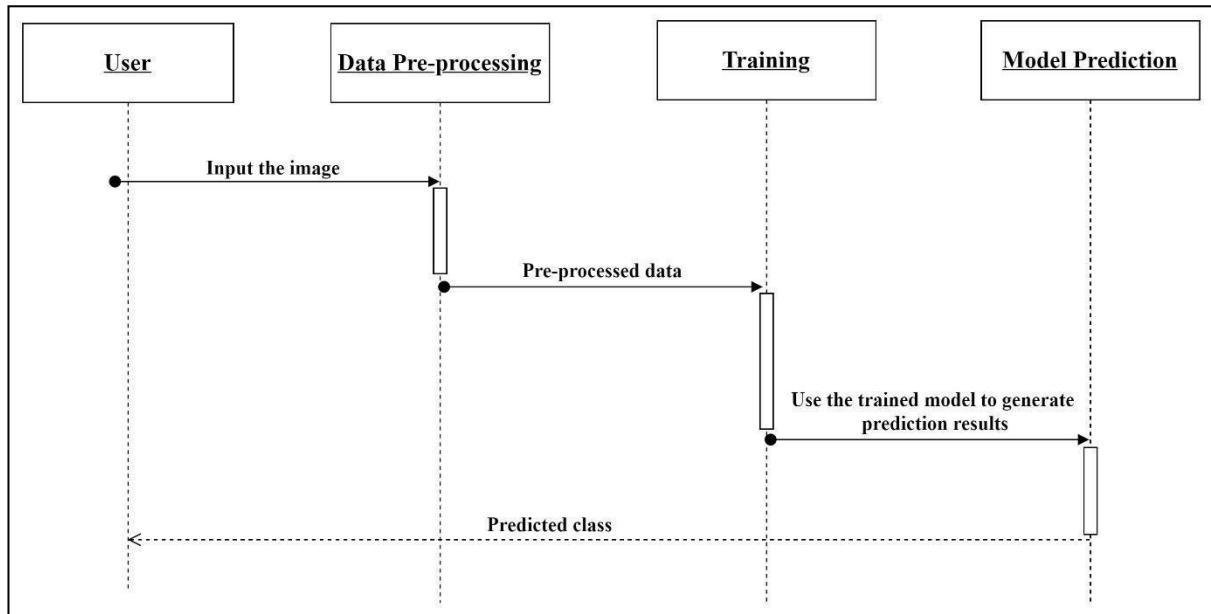 User
Data Pre-processing
Training
Model Prediction
Input the image
Pre-processed data
Use the trained model to generate
prediction results
Predicted class